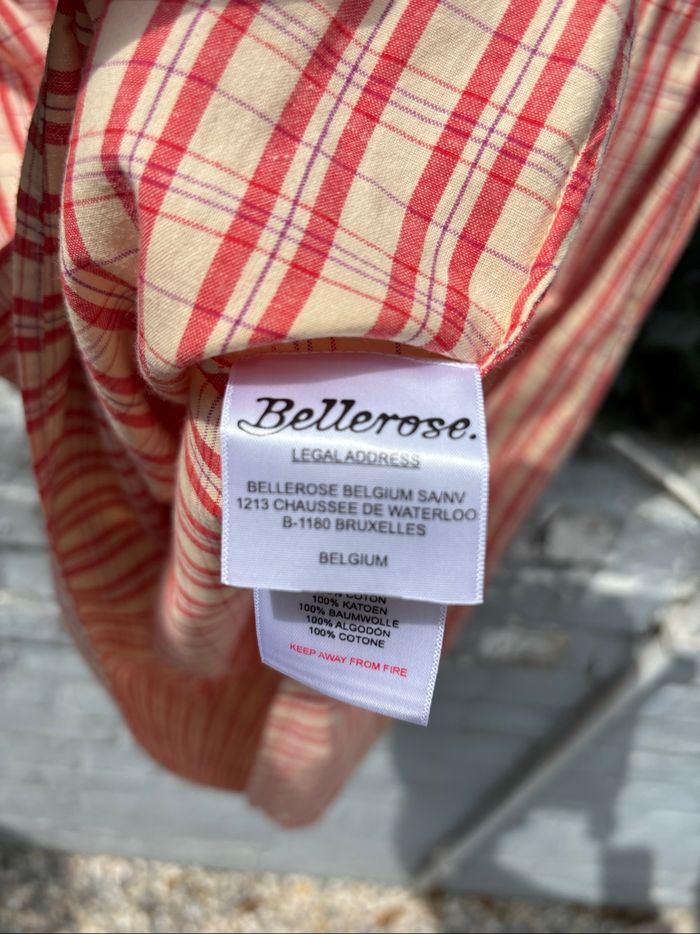 Bellerose.
LEGAL ADDRESS
BELLEROSE BELGIUM SA/NV
1213 CHAUSSEE DE WATERLOO
B-1180 BRUXELLES
BELGIUM
COTON
100% KATOEN
100% BAUMWOLLE
100% ALGODÓN
100% COTONE
KEEP AWAY FROM FIRE